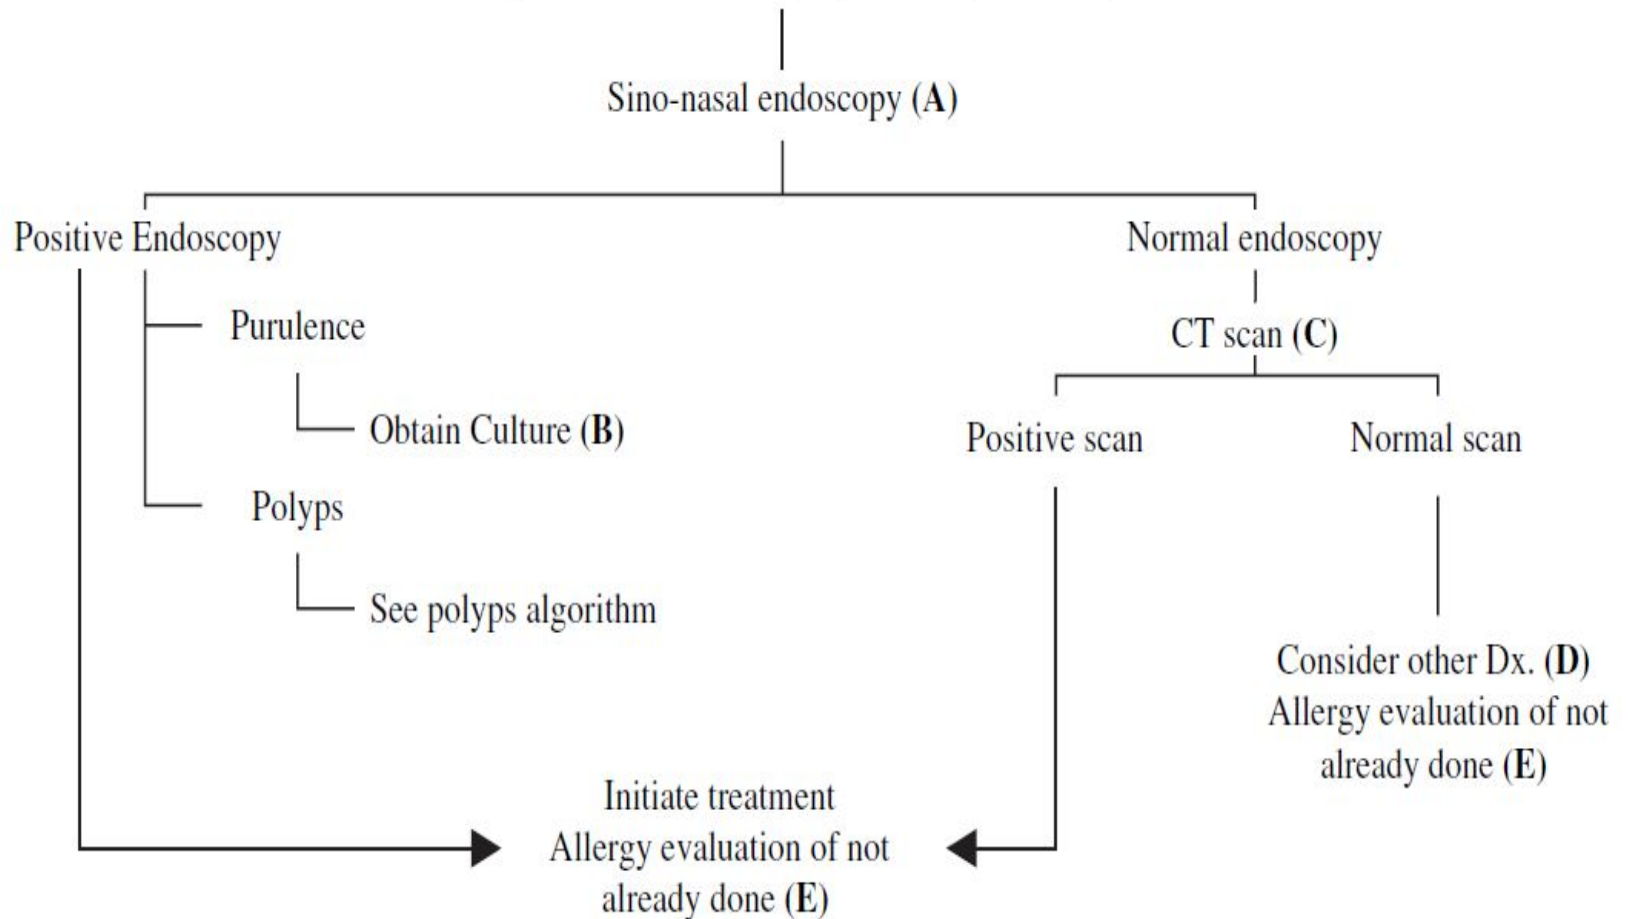 Sino-nasal endoscopy (A)
Positive Endoscopy
Normal endoscopy
Purulence
CT scan (C)
Obtain Culture (B)
Positive scan
Normal scan
Polyps
See polyps algorithm
Consider other Dx. (D)
Allergy evaluation of not
already done (E)
Initiate treatment
Allergy evaluation of not
already done (E)